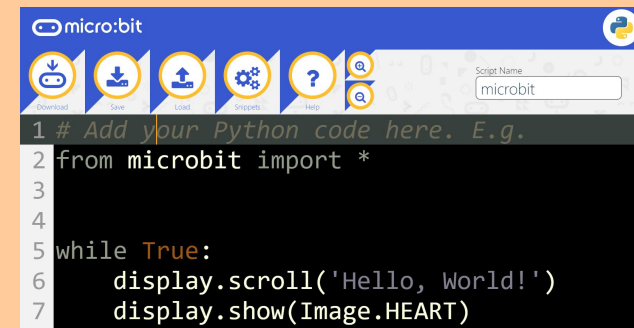 micro:bit
Download Save Load Snippets Help
Script Name
microbit
1 # Add your Python code here. E.g.
2 from microbit import *
3
4
5 while True:
6     display.scroll('Hello, World!')
7     display.show(Image.HEART)